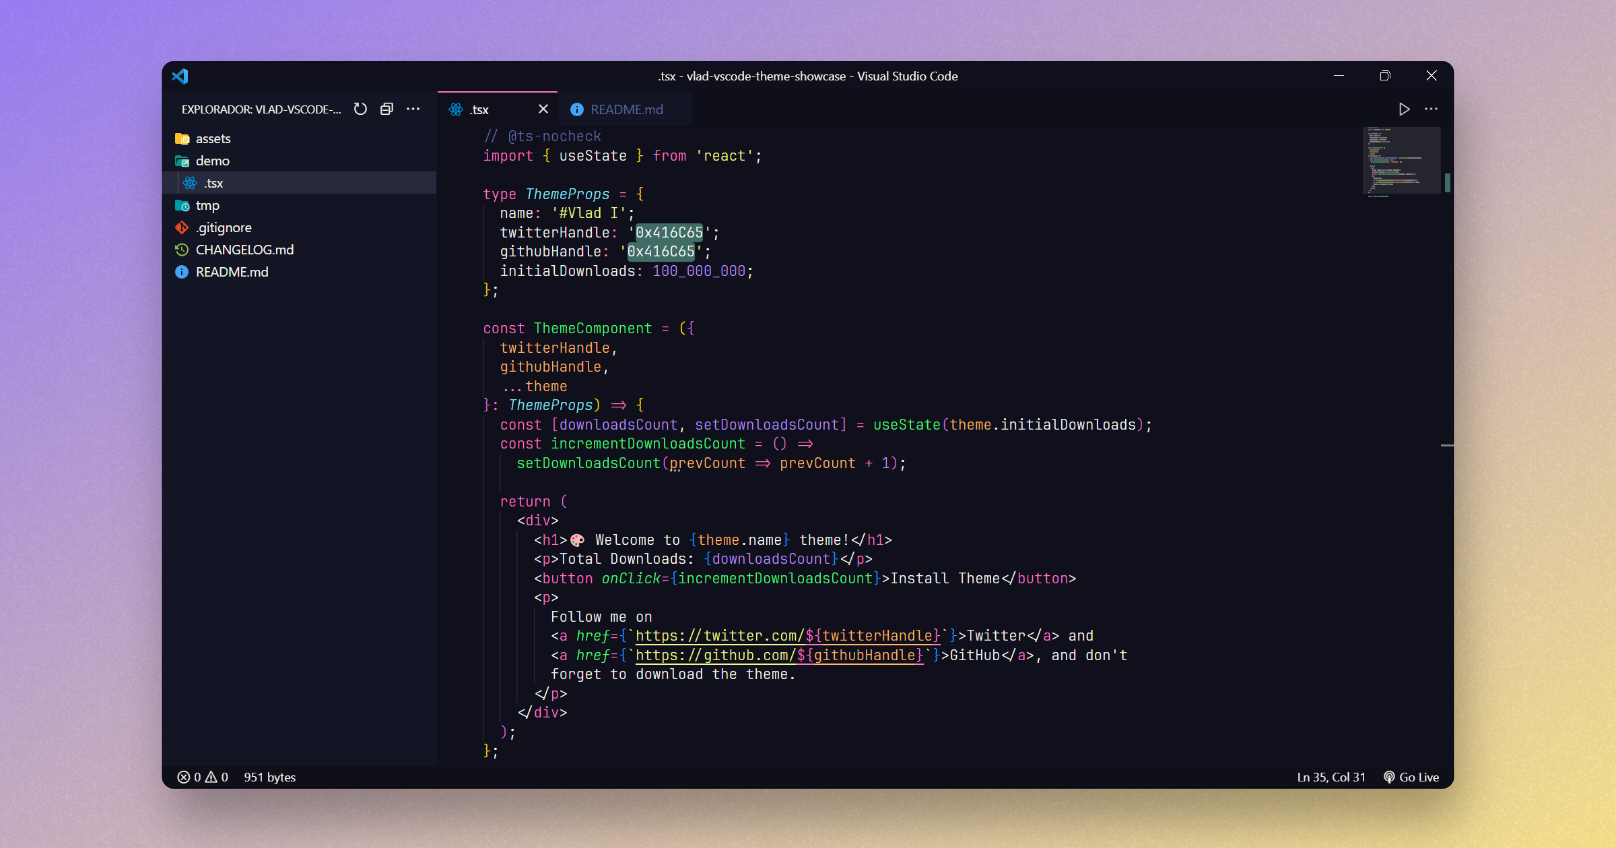 .tsx - vlad-vscode-theme-showcase - Visual Studio Code
EXPLORADOR: VLAD-VSCODE-...
assets
demo
.tsx
tmp
.gitignore
CHANGELOG.md
README.md
.tsx
README.md
// @ts-nocheck
import { useState } from 'react';
type ThemeProps = {
name: '#Vlad I';
twitterHandle: '0x416C65';
githubHandle: '0x416C65';
initialDownloads: 100_000_000;
};
const ThemeComponent = ({
twitterHandle,
githubHandle,
...theme
}: ThemeProps) => {
const [downloadsCount, setDownloadsCount] = useState(theme.initialDownloads);
const incrementDownloadsCount = () =>
setDownloadsCount(prevCount => prevCount + 1);
return (
<div>
<h1>🎨 Welcome to {theme.name} theme!</h1>
<p>Total Downloads: {downloadsCount}</p>
<button onClick={incrementDownloadsCount}>Install Theme</button>
<p>
Follow me on
<a href={`https://twitter.com/${twitterHandle}`}>Twitter</a> and
<a href={`https://github.com/${githubHandle}`}>GitHub</a>, and don't
forget to download the theme.
</p>
</div>
);
};
0 0 951 bytes
Ln 35, Col 31 Go Live